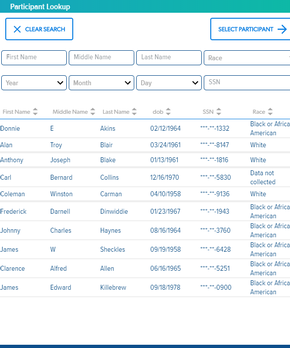 Participant Lookup
CLEAR SEARCH
SELECT PARTICIPANT
First Name Middle Name Last Name Race
Year Month Day SSN
First Name Middle Name Last Name dob SSN Race
Donnie E Akins 02/12/1964 ***-**-1332 Black or Africa
American
Alan Troy Blair 03/24/1961 ***-**-8147 White
Anthony Joseph Blake 01/13/1961 ***-**-1816 White
Carl Bernard Collins 12/16/1970 ***-**-5830 Data not
collected
Coleman Winston Carman 04/10/1958 ***-**-9136 White
Frederick Darnell Dinwiddie 01/23/1967 ***-**-1943 Black or Africa
American
Johnny Charles Haynes 08/16/1964 ***-**-3760 Black or Africa
American
James W Sheckles 09/19/1958 ***-**-6428 Black or Africa
American
Clarence Alfred Allen 06/16/1965 ***-**-5251 Black or Africa
American
James Edward Killebrew 09/18/1978 ***-**-0900 Black or Africa
American